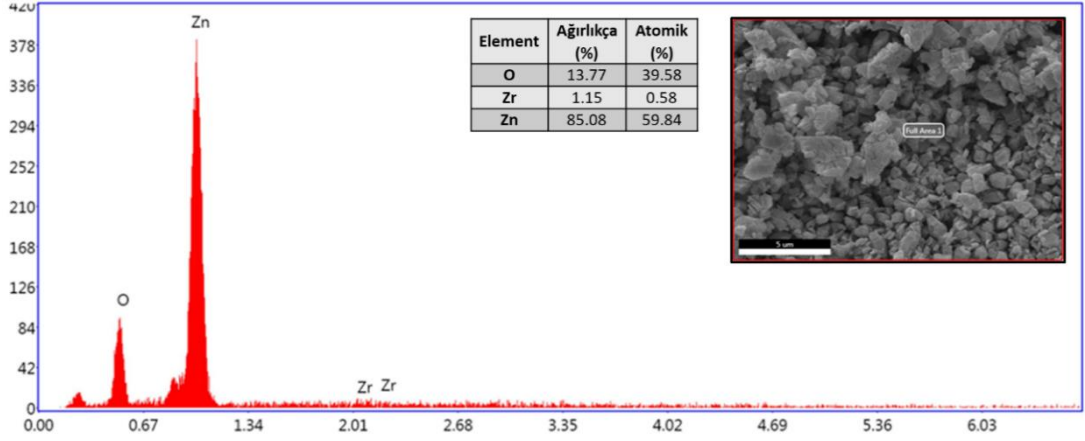 420
378
336
294
252
210
168
126
84
42
0
Zn
O
Zr Zr
0.00 0.67 1.34 2.01 2.68 3.35 4.02 4.69 5.36 6.03
Element Ağırlıkça (%) Atomik (%)
O 13.77 39.58
Zr 1.15 0.58
Zn 85.08 59.84
Full Area 1
5 um